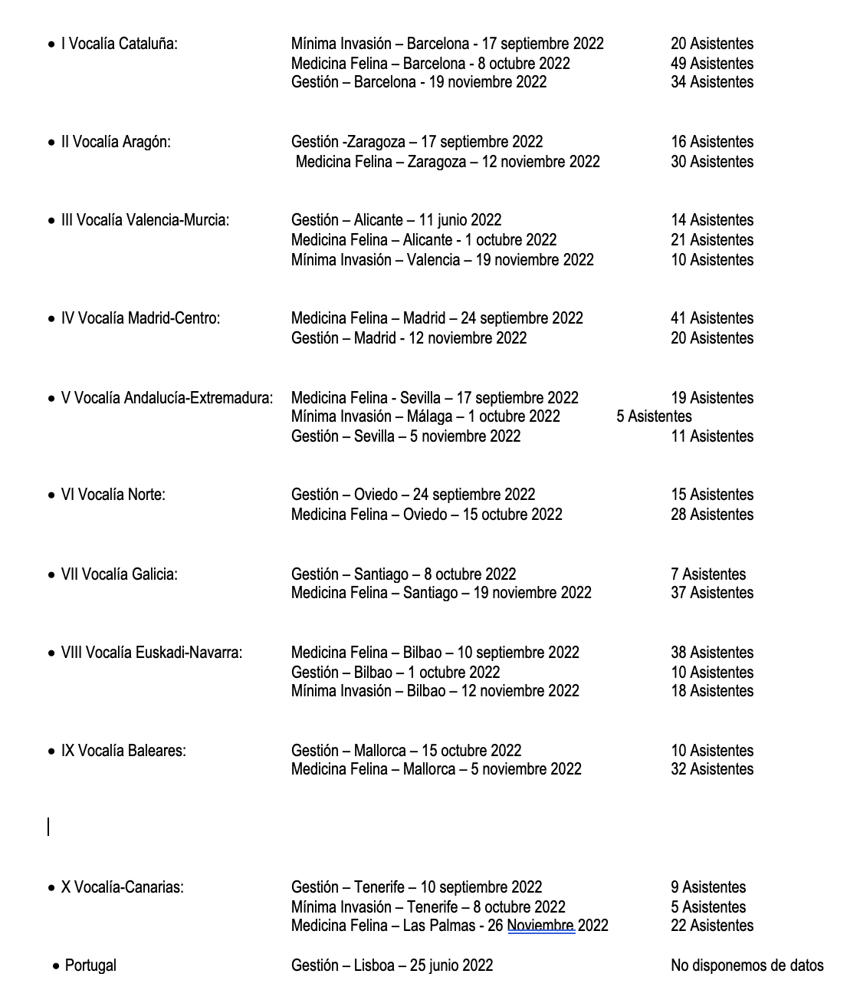 • I Vocalía Cataluña: Mínima Invasión – Barcelona - 17 septiembre 2022 20 Asistentes
Medicina Felina – Barcelona - 8 octubre 2022 49 Asistentes
Gestión – Barcelona - 19 noviembre 2022 34 Asistentes
• II Vocalía Aragón: Gestión -Zaragoza – 17 septiembre 2022 16 Asistentes
Medicina Felina – Zaragoza – 12 noviembre 2022 30 Asistentes
• III Vocalía Valencia-Murcia: Gestión – Alicante – 11 junio 2022 14 Asistentes
Medicina Felina – Alicante - 1 octubre 2022 21 Asistentes
Mínima Invasión – Valencia – 19 noviembre 2022 10 Asistentes
• IV Vocalía Madrid-Centro: Medicina Felina – Madrid – 24 septiembre 2022 41 Asistentes
Gestión – Madrid - 12 noviembre 2022 20 Asistentes
• V Vocalía Andalucía-Extremadura: Medicina Felina - Sevilla – 17 septiembre 2022 19 Asistentes
Mínima Invasión – Málaga – 1 octubre 2022 5 Asistentes
Gestión – Sevilla – 5 noviembre 2022 11 Asistentes
• VI Vocalía Norte: Gestión – Oviedo – 24 septiembre 2022 15 Asistentes
Medicina Felina – Oviedo – 15 octubre 2022 28 Asistentes
• VII Vocalía Galicia: Gestión – Santiago – 8 octubre 2022 7 Asistentes
Medicina Felina – Santiago – 19 noviembre 2022 37 Asistentes
• VIII Vocalía Euskadi-Navarra: Medicina Felina – Bilbao – 10 septiembre 2022 38 Asistentes
Gestión – Bilbao – 1 octubre 2022 10 Asistentes
Mínima Invasión – Bilbao – 12 noviembre 2022 18 Asistentes
• IX Vocalía Baleares: Gestión – Mallorca – 15 octubre 2022 10 Asistentes
Medicina Felina – Mallorca – 5 noviembre 2022 32 Asistentes
• X Vocalía-Canarias: Gestión – Tenerife – 10 septiembre 2022 9 Asistentes
Mínima Invasión – Tenerife – 8 octubre 2022 5 Asistentes
Medicina Felina – Las Palmas - 26 Noviembre 2022 22 Asistentes
• Portugal Gestión – Lisboa – 25 junio 2022 No disponemos de datos